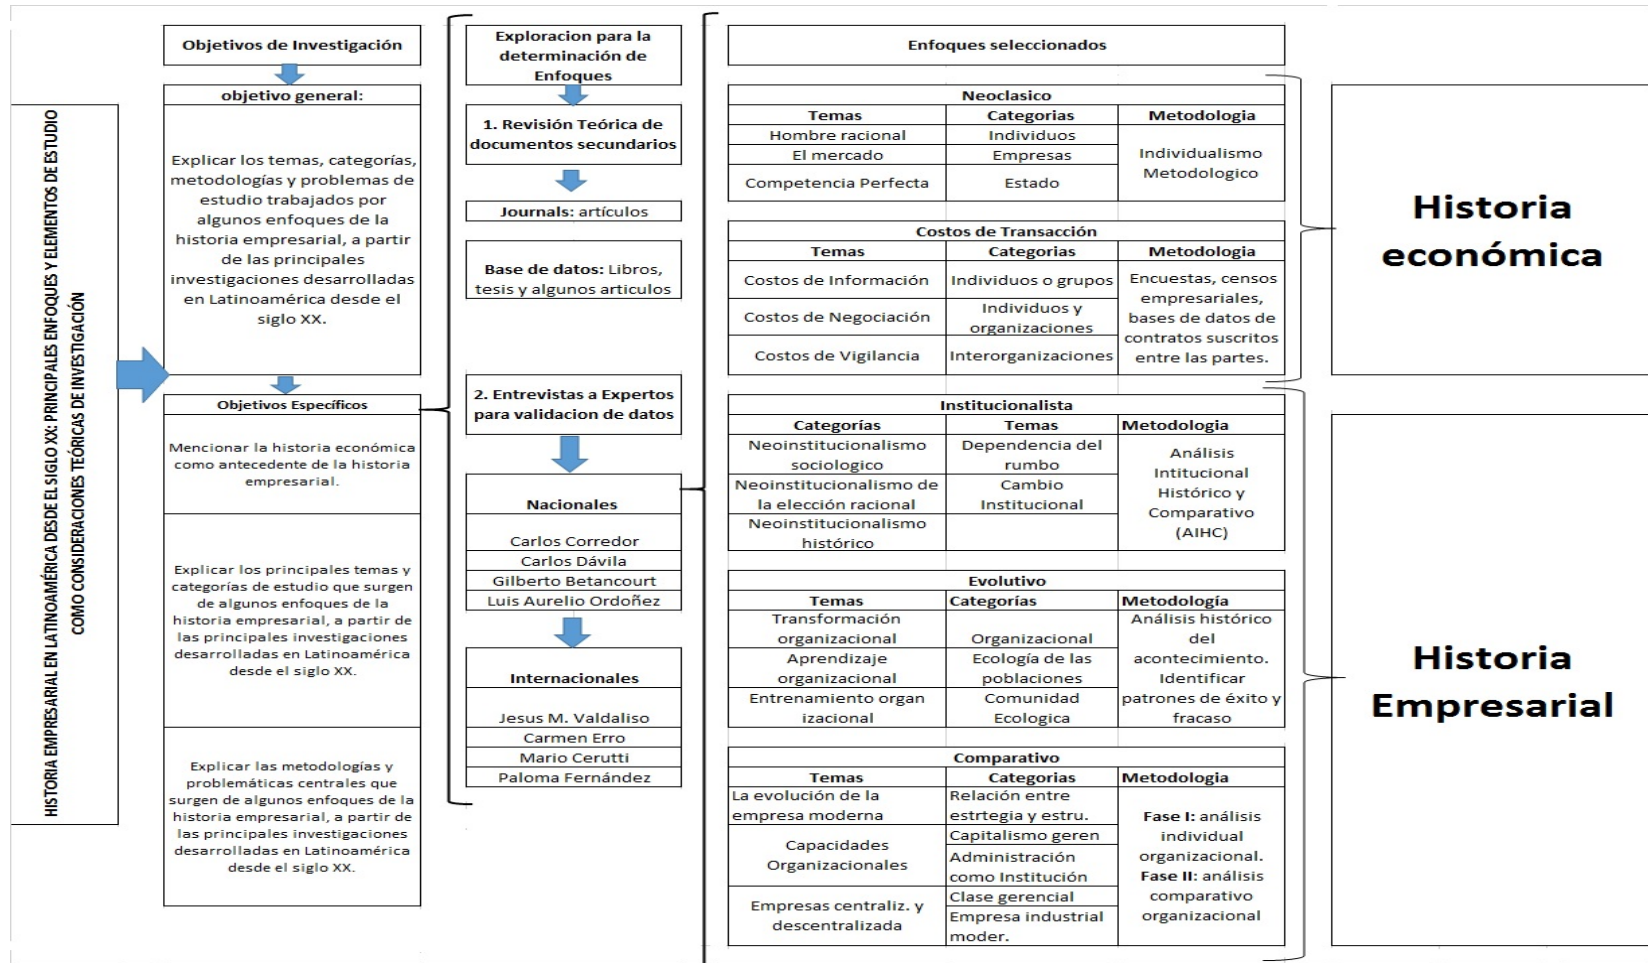 HISTORIA EMPRESARIAL EN LATINOAMÉRICA DESDE EL SIGLO XX: PRINCIPALES ENFOQUES Y ELEMENTOS DE ESTUDIO
COMO CONSIDERACIONES TEÓRICAS DE INVESTIGACIÓN
Objetivos de Investigación
objetivo general:
Explicar los temas, categorías,
metodologías y problemas de
estudio trabajados por
algunos enfoques de la
historia empresarial, a partir
de las principales
investigaciones desarrolladas
en Latinoamérica desde el
siglo XX.
Objetivos Específicos
Mencionar la historia económica
como antecedente de la historia
empresarial.
Explicar los principales temas y
categorías de estudio que surgen
de algunos enfoques de la
historia empresarial, a partir de
las principales investigaciones
desarrolladas en Latinoamérica
desde el siglo XX.
Explicar las metodologías y
problemáticas centrales que
surgen de algunos enfoques de la
historia empresarial, a partir de
las principales investigaciones
desarrolladas en Latinoamérica
desde el siglo XX.
Exploracion para la
determinación de
Enfoques
1. Revisión Teórica de
documentos secundarios
Journals: artículos
Base de datos: Libros,
tesis y algunos articulos
2. Entrevistas a Expertos
para validacion de datos
Nacionales
Carlos Corredor
Carlos Dávila
Gilberto Betancourt
Luis Aurelio Ordoñez
Internacionales
Jesus M. Valdaliso
Carmen Erro
Mario Cerutti
Paloma Fernández
Enfoques seleccionados
Neoclasico
Temas Categorias Metodologia
Hombre racional Individuos
El mercado Empresas
Competencia Perfecta Estado
Individualismo
Metodologico
Costos de Transacción
Temas Categorias Metodologia
Costos de Información Individuos o grupos
Costos de Negociación Individuos y
organizaciones
Costos de Vigilancia Interorganizaciones
Encuestas, censos
empresariales,
bases de datos de
contratos suscritos
entre las partes.
Institucionalista
Categorías Temas Metodologia
Neoinstitucionalismo
sociologico
Dependencia del
rumbo
Neoinstitucionalismo de
la elección racional
Cambio
Institucional
Neoinstitucionalismo
histórico
Análisis
Intitucional
Histórico y
Comparativo
(AIHC)
Evolutivo
Temas Categorías Metodología
Transformación
organizacional
Organizacional
Aprendizaje
organizacional
Ecología de las
poblaciones
Entrenamiento organ
izacional
Comunidad
Ecologica
Análisis histórico
del
acontecimiento.
Identificar
patrones de éxito y
fracaso
Comparativo
Temas Categorias Metodologia
La evolución de la
empresa moderna
Relación entre
estrtegia y estru.
Capacidades
Organizacionales
Capitalismo geren
Administración
como Institución
Empresas centraliz. y
descentralizada
Clase gerencial
Empresa industrial
moder.
Fase I: análisis
individual
organizacional.
Fase II: análisis
comparativo
organizacional
Historia
económica
Historia
Empresarial